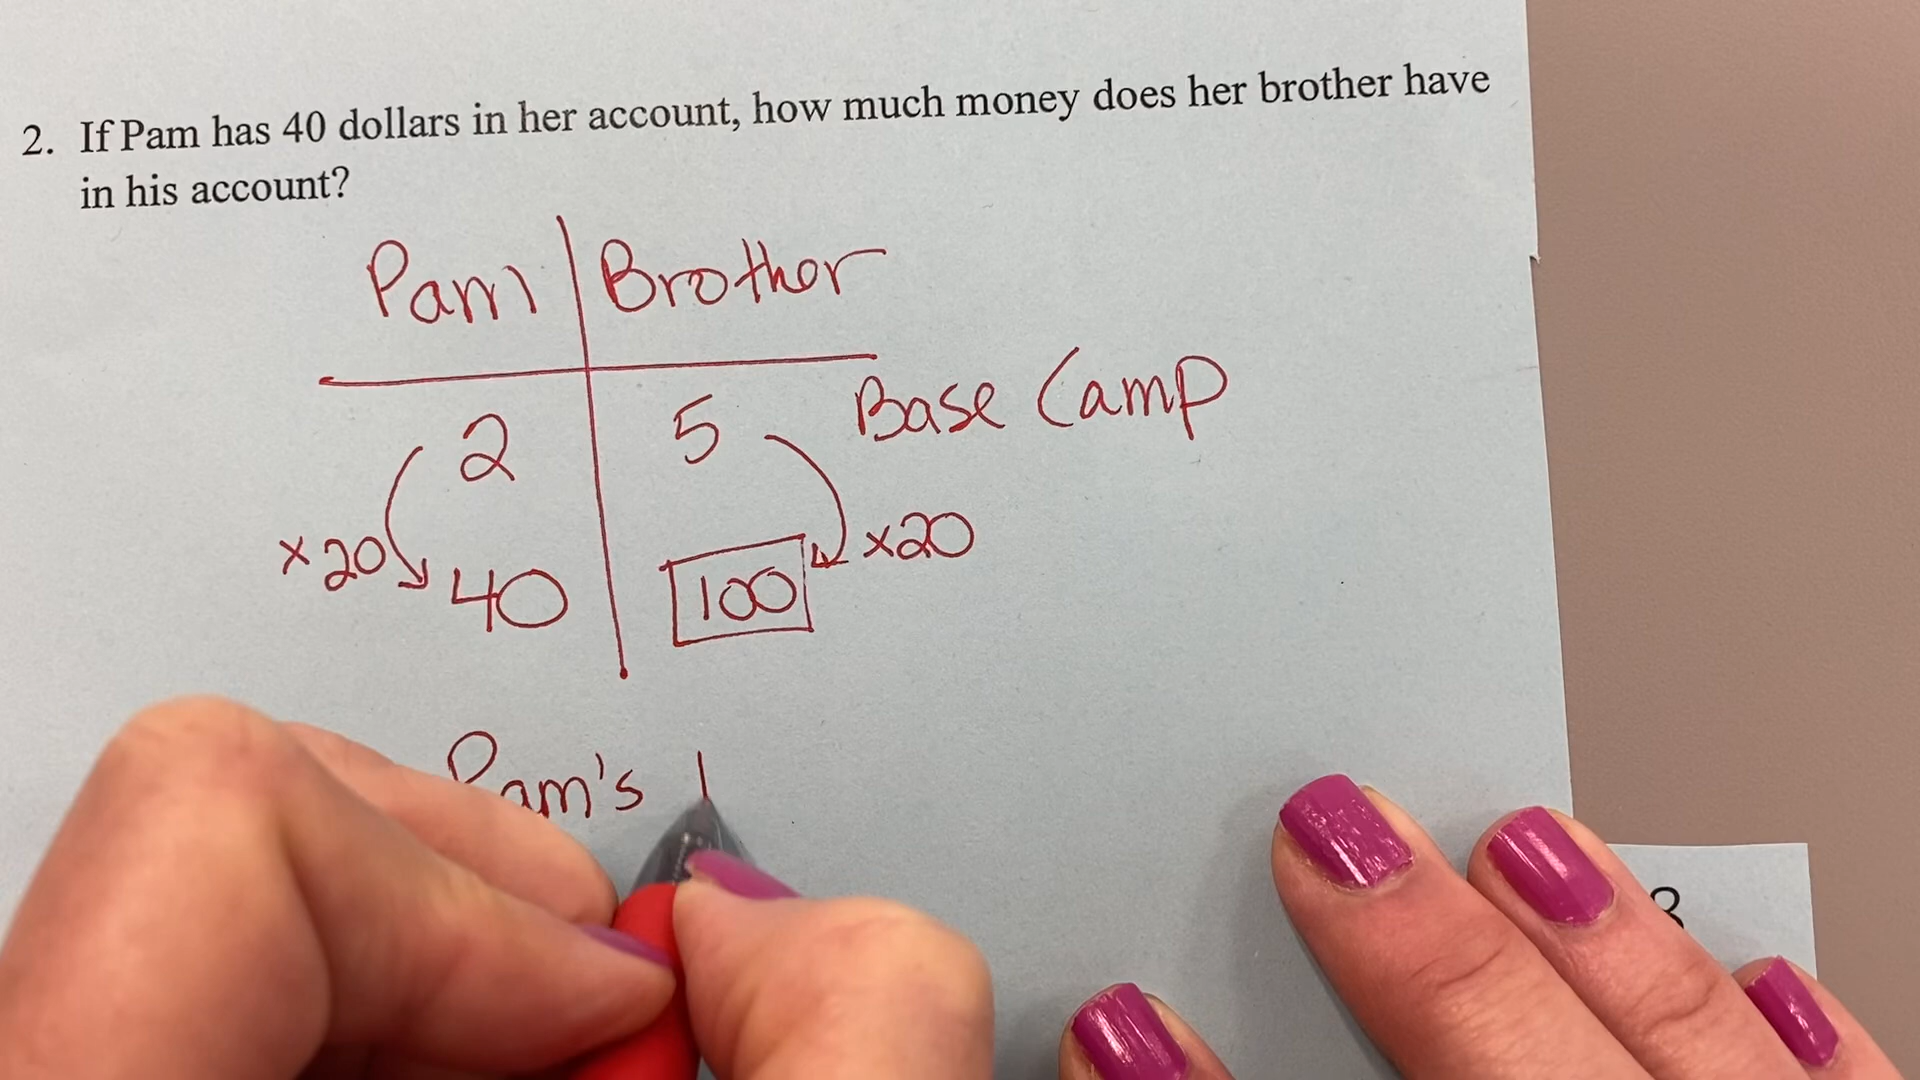 2. If Pam has 40 dollars in her account, how much money does her brother have
in his account?
Pam Brother
2 5 Base Camp
×20 40 100 ×20
Pam's